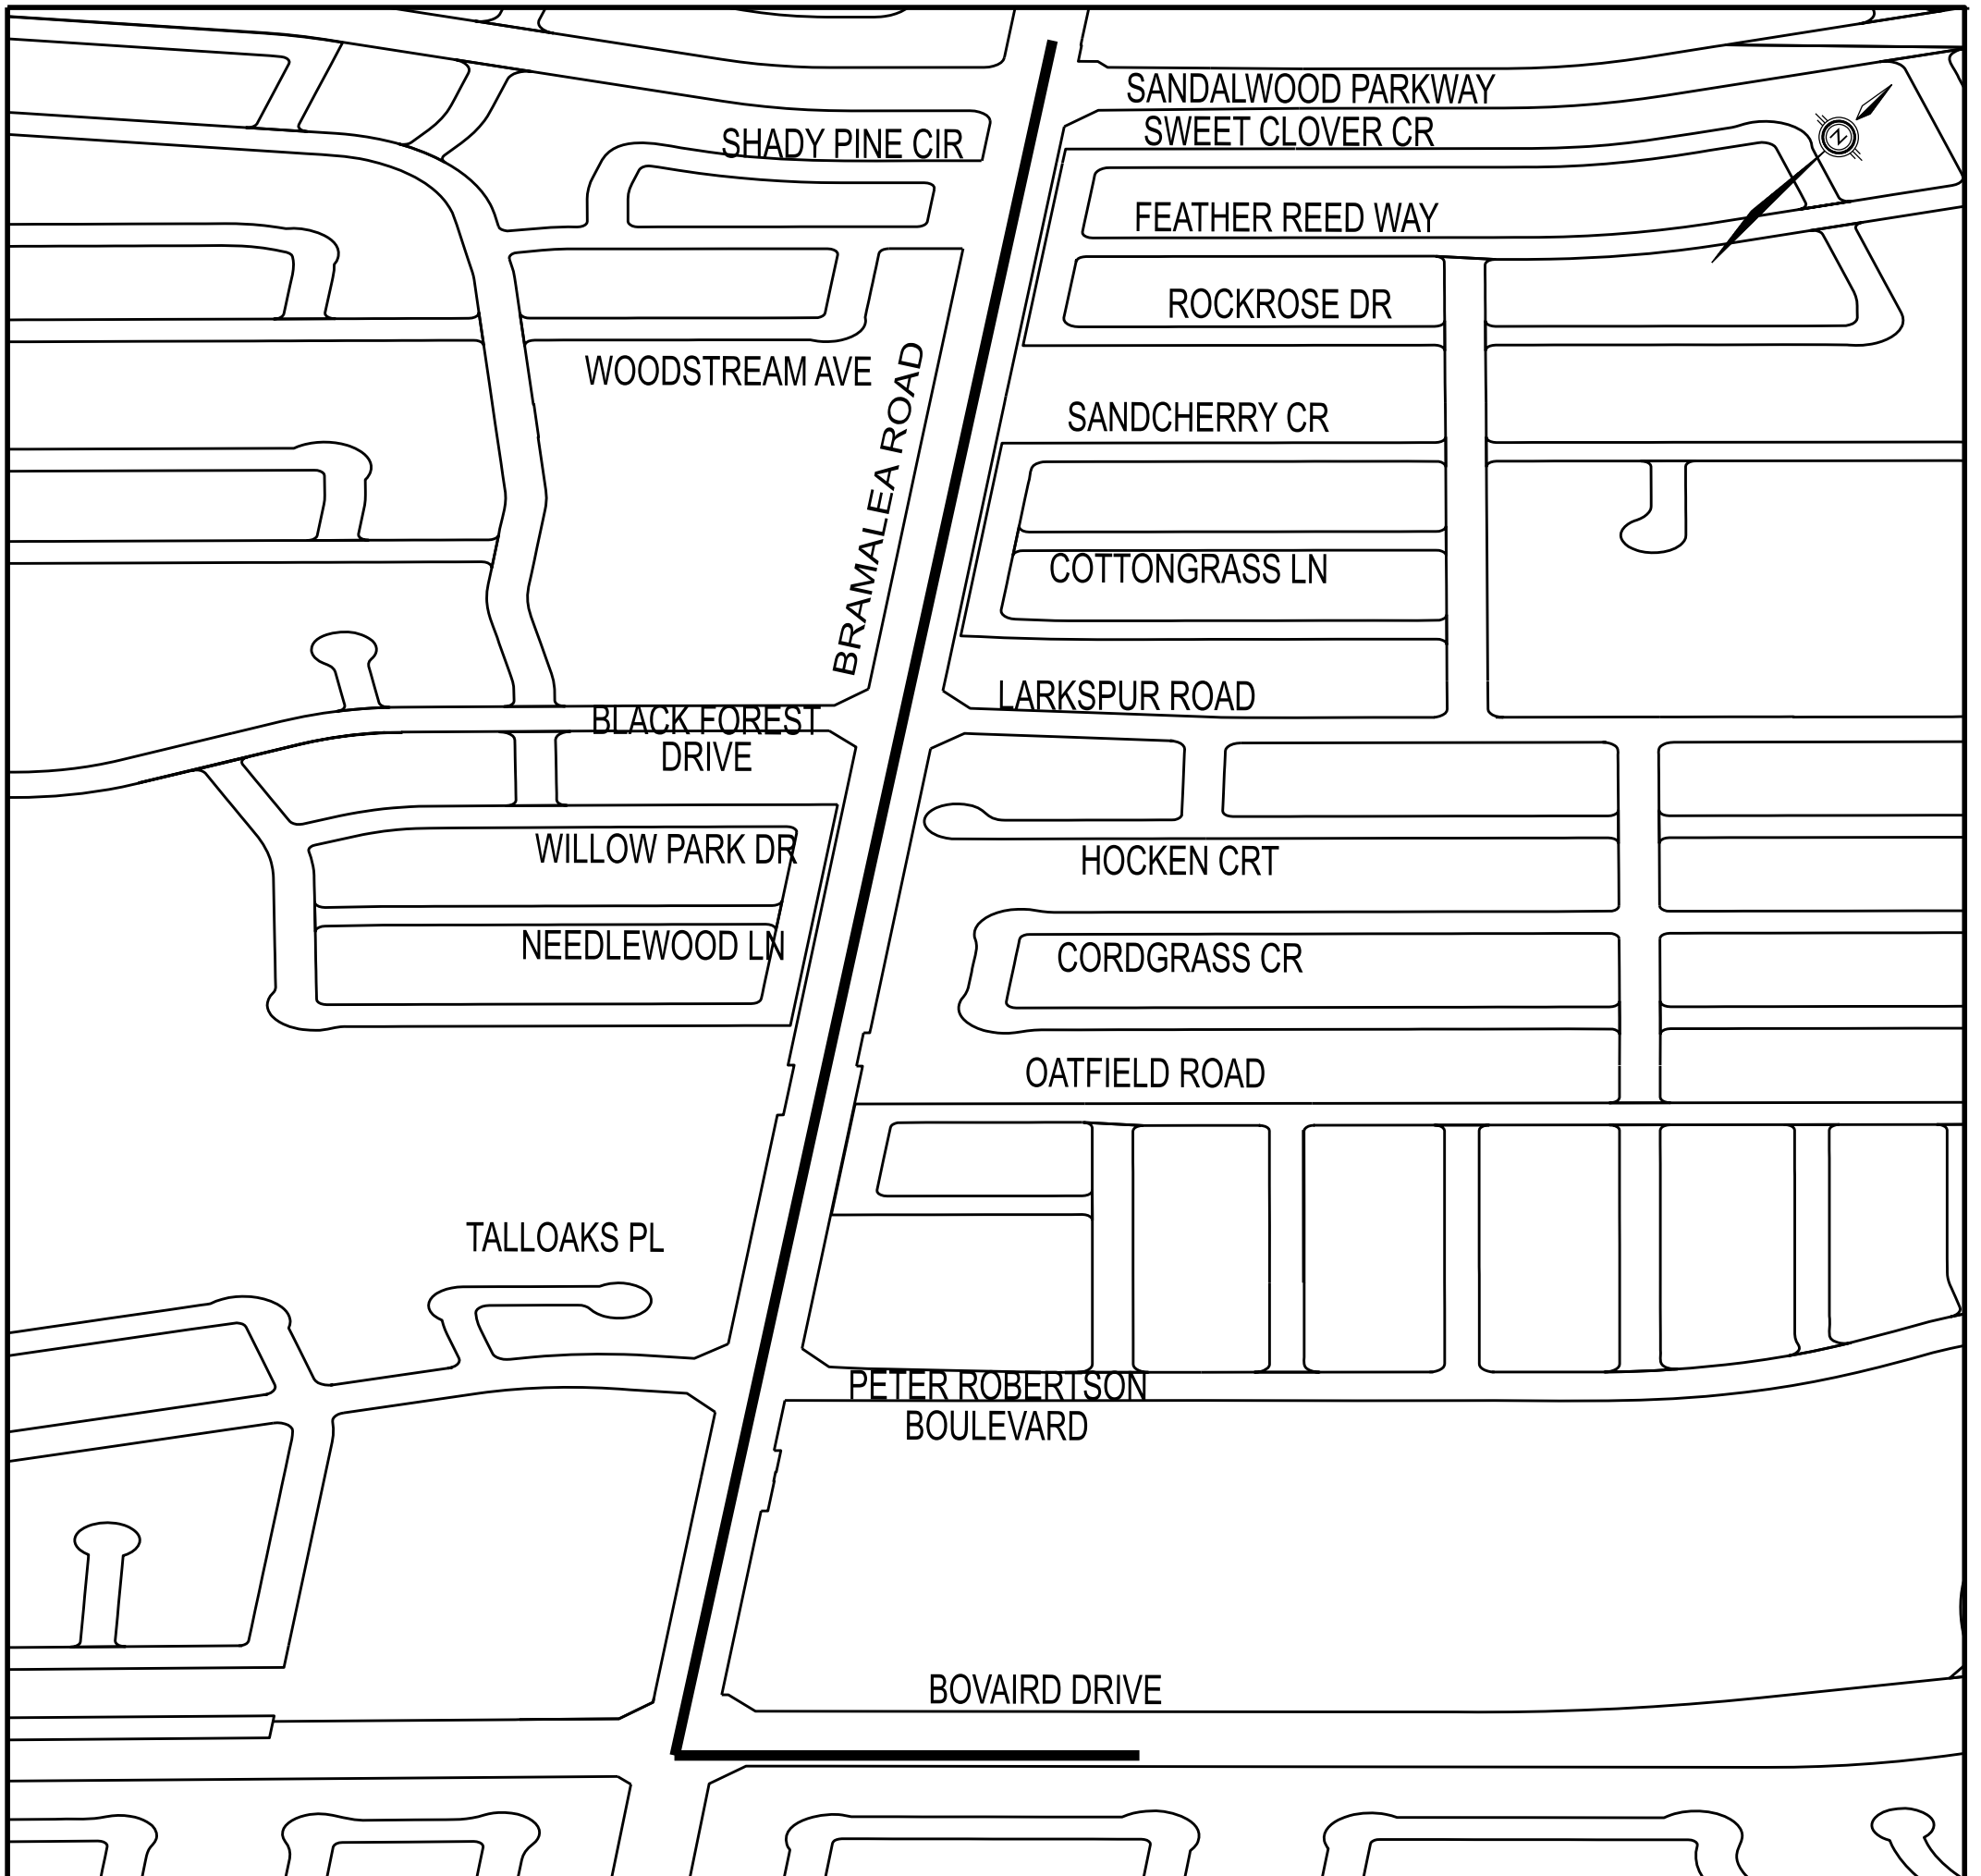 SANDALWOOD PARKWAY
SWEET CLOVER CR
SHADY PINE CIR
FEATHER REED WAY
ROCKROSE DR
WOODSTREAM AVE
BRAMALEA ROAD
SANDCHERRY CR
COTTONGRASS LN
LARKSPUR ROAD
BLACK FOREST
DRIVE
WILLOW PARK DR
HOCKEN CRT
NEEDLEWOOD LN
CORDGRASS CR
OATFIELD ROAD
TALLOAKS PL
PETER ROBERTSON
BOULEVARD
BOVAIRD DRIVE
N